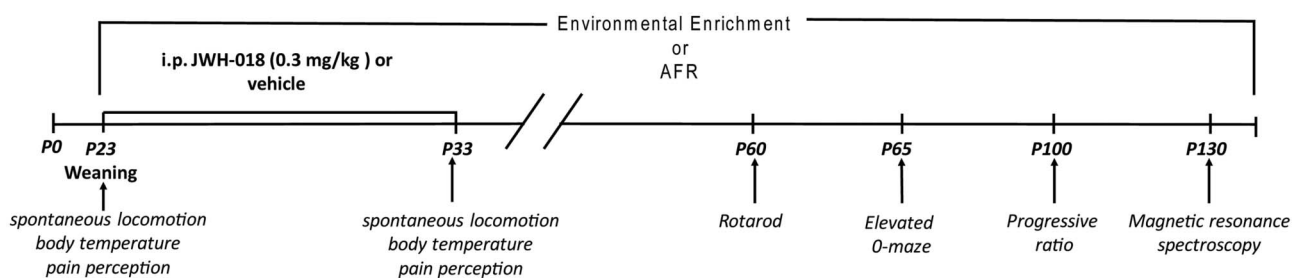 Environmental Enrichment
or
AFR
i.p. JWH-018 (0.3 mg/kg ) or
vehicle
P0 P23 P33 P60 P65 P100 P130
Weaning
spontaneous locomotion
body temperature
pain perception
spontaneous locomotion
body temperature
pain perception
Rotarod
Elevated
0-maze
Progressive
ratio
Magnetic resonance
spectroscopy